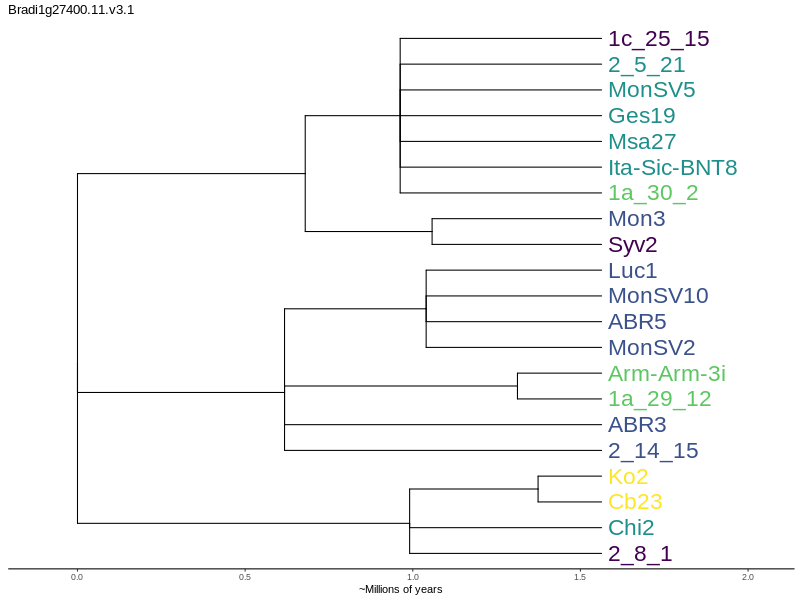 Bradi1g27400.11.v3.1
1c_25_15
2_5_21
MonSV5
Ges19
Msa27
Ita-Sic-BNT8
1a_30_2
Mon3
Syv2
Luc1
MonSV10
ABR5
MonSV2
Arm-Arm-3i
1a_29_12
ABR3
2_14_15
Ko2
Cb23
Chi2
2_8_1
0.0 0.5 1.0 1.5 2.0
~Millions of years